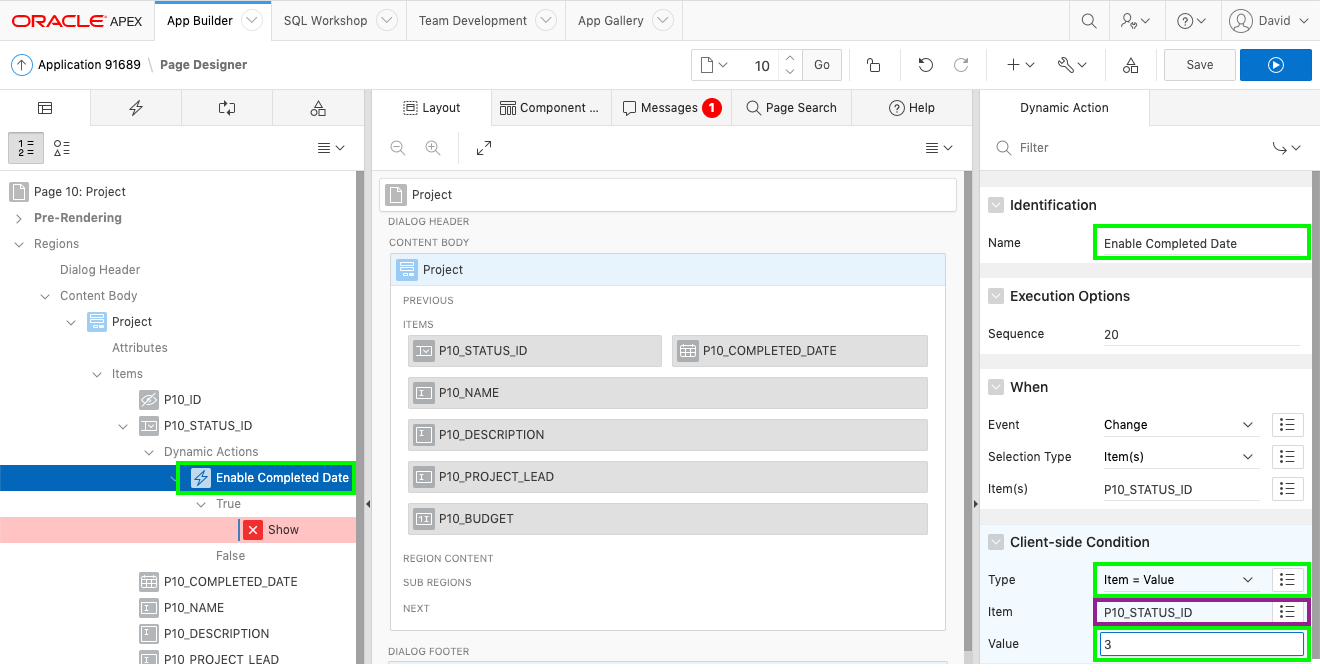 ORACLE APEX
App Builder
SQL Workshop
Team Development
App Gallery
David
Application 91689 \ Page Designer
10
Go
Save
Layout
Component ...
Messages 1
Page Search
Help
Dynamic Action
Filter
Page 10: Project
Pre-Rendering
Regions
Dialog Header
Content Body
Project
Attributes
Items
P10_ID
P10_STATUS_ID
Dynamic Actions
Enable Completed Date
True
Show
False
P10_COMPLETED_DATE
P10_NAME
P10_DESCRIPTION
P10_PROJECT_LEAD
Project
DIALOG HEADER
CONTENT BODY
Project
PREVIOUS
ITEMS
P10_STATUS_ID
P10_COMPLETED_DATE
P10_NAME
P10_DESCRIPTION
P10_PROJECT_LEAD
P10_BUDGET
REGION CONTENT
SUB REGIONS
NEXT
DIALOG FOOTER
Identification
Name Enable Completed Date
Execution Options
Sequence 20
When
Event Change
Selection Type Item(s)
Item(s) P10_STATUS_ID
Client-side Condition
Type Item = Value
Item P10_STATUS_ID
Value 3